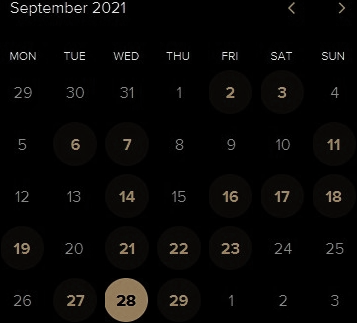 September 2021
MON TUE WED THU FRI SAT SUN
29 30 31 1 2 3 4
5 6 7 8 9 10 11
12 13 14 15 16 17 18
19 20 21 22 23 24 25
26 27 28 29 1 2 3